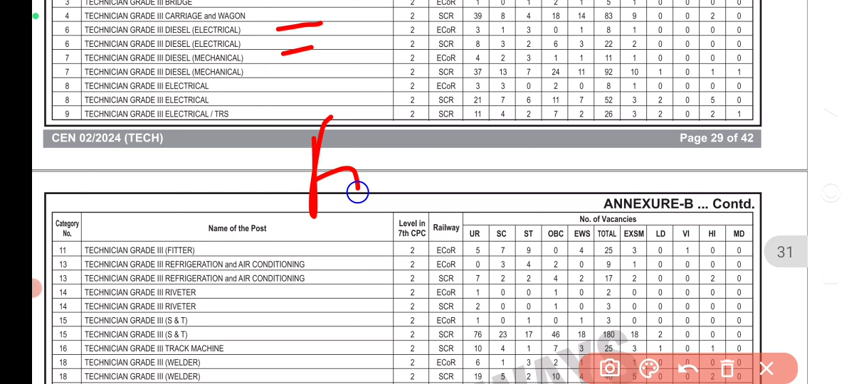 3 TECHNICIAN GRADE III BRIDGE 2 ECoR 1 0 1 2 1 5 1 0 0 0 0
4 TECHNICIAN GRADE III CARRIAGE and WAGON 2 SCR 39 8 4 18 14 83 9 0 0 2 0
6 TECHNICIAN GRADE III DIESEL (ELECTRICAL) 2 ECoR 3 1 3 0 1 8 1 0 0 0 0
6 TECHNICIAN GRADE III DIESEL (ELECTRICAL) 2 SCR 8 3 2 6 3 22 2 0 0 0 0
7 TECHNICIAN GRADE III DIESEL (MECHANICAL) 2 ECoR 4 2 3 1 1 11 1 0 0 0 0
7 TECHNICIAN GRADE III DIESEL (MECHANICAL) 2 SCR 37 13 7 24 11 92 10 1 0 1 1
8 TECHNICIAN GRADE III ELECTRICAL 2 ECoR 3 3 0 2 0 8 1 0 0 0 0
8 TECHNICIAN GRADE III ELECTRICAL 2 SCR 21 7 6 11 7 52 3 2 0 5 0
9 TECHNICIAN GRADE III ELECTRICAL / TRS 2 SCR 11 4 2 7 2 26 3 2 0 2 1
CEN 02/2024 (TECH) Page 29 of 42
h
ANNEXURE-B ... Contd.
Category No. Name of the Post Level in 7th CPC Railway No. of Vacancies
UR SC ST OBC EWS TOTAL EXSM LD VI HI MD
31
11 TECHNICIAN GRADE III (FITTER) 2 ECoR 5 7 9 0 4 25 3 0 1 0 0
13 TECHNICIAN GRADE III REFRIGERATION and AIR CONDITIONING 2 ECoR 0 3 4 2 0 9 1 0 0 0 0
13 TECHNICIAN GRADE III REFRIGERATION and AIR CONDITIONING 2 SCR 7 2 2 4 2 17 2 0 0 2 0
14 TECHNICIAN GRADE III RIVETER 2 ECoR 1 0 0 1 0 2 0 0 0 0 0
14 TECHNICIAN GRADE III RIVETER 2 SCR 2 0 0 1 0 3 0 0 0 0 0
15 TECHNICIAN GRADE III (S & T) 2 ECoR 1 0 1 0 1 3 0 0 0 0 0
15 TECHNICIAN GRADE III (S & T) 2 SCR 76 23 17 46 18 180 18 2 0 0 0
16 TECHNICIAN GRADE III TRACK MACHINE 2 SCR 10 4 1 7 3 25 3 1 0 1 0
18 TECHNICIAN GRADE III (WELDER) 2 ECoR 6 1 3 2
18 TECHNICIAN GRADE III (WELDER) 2 SCR 19 5 2 10